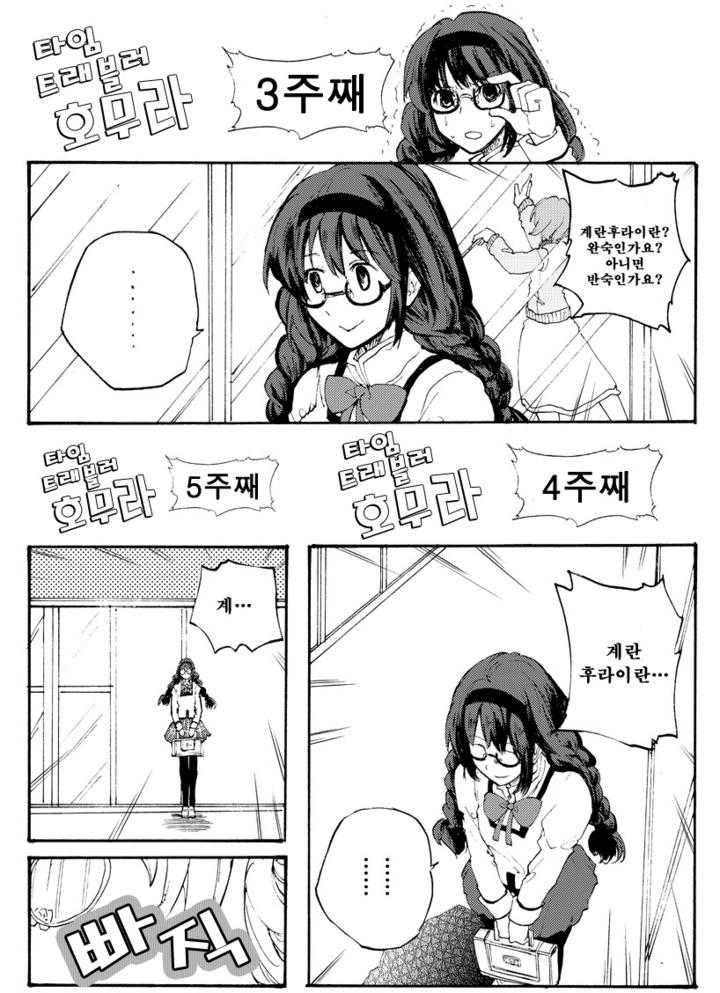 타임
트래블러
호무라
3주째
계란후라이란?
완숙인가요?
아니면
반숙인가요?
······
타임
트래블러
호무라
4주째
계란
후라이란…
······
타임
트래블러
호무라
5주째
계…
빠직